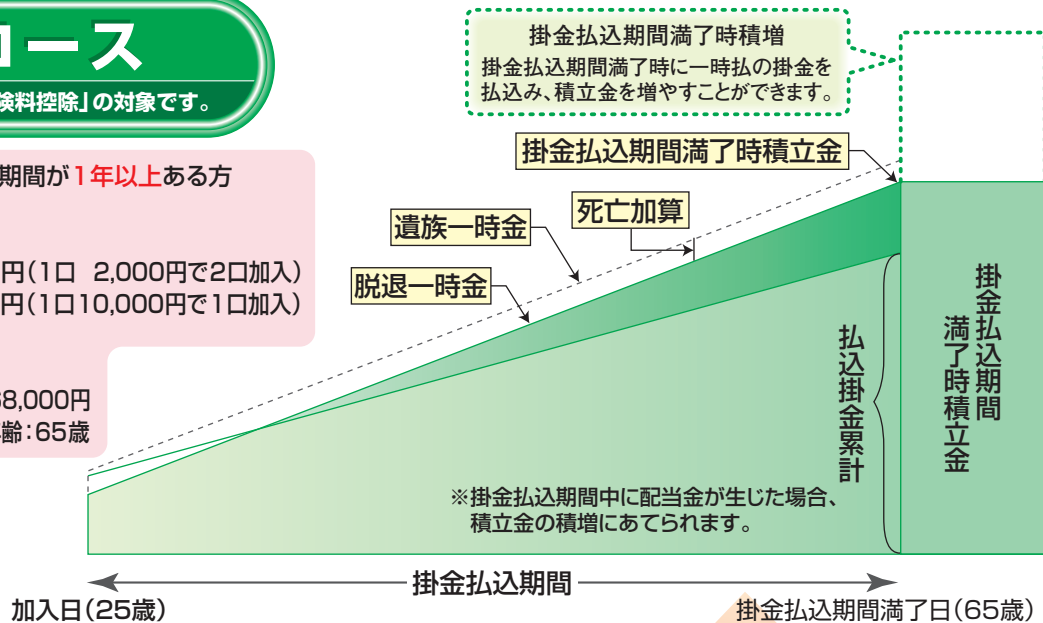 コース
険料控除」の対象です。
掛金払込期間満了時積増
掛金払込期間満了時に一時払の掛金を
払込み、積立金を増やすことができます。
期間が1年以上ある方
円(1口 2,000円で2口加入)
円(1口10,000円で1口加入)
8,000円
齢:65歳
掛金払込期間満了時積立金
死亡加算
遺族一時金
脱退一時金
払込掛金累計
掛金払込期間
満了時積立金
※掛金払込期間中に配当金が生じた場合、
積立金の積増にあてられます。
掛金払込期間
加入日(25歳)
掛金払込期間満了日(65歳)